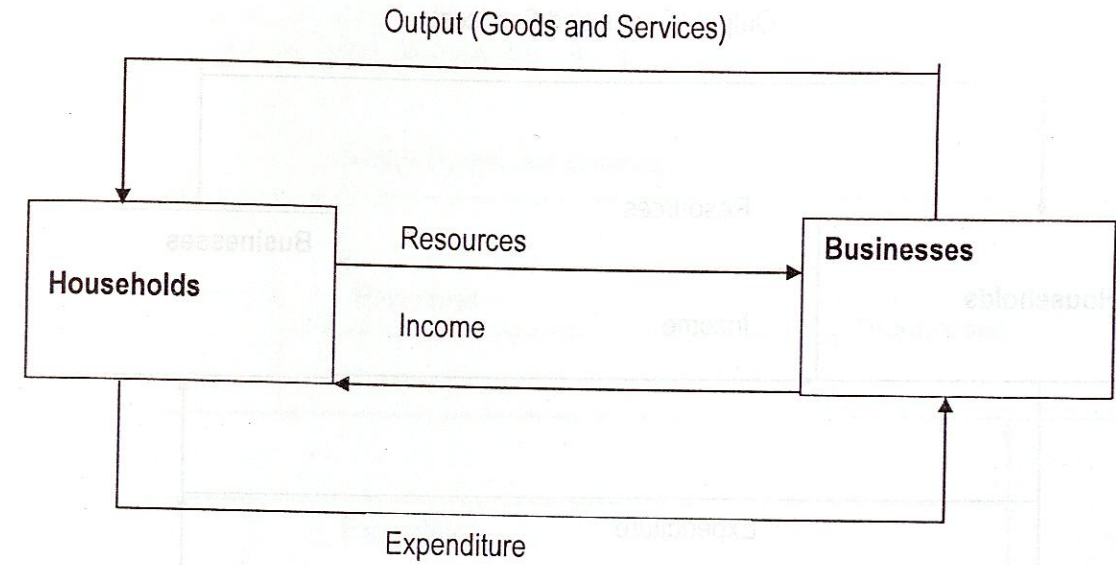 Output (Goods and Services)
Resources
Businesses
Households
Income
Expenditure